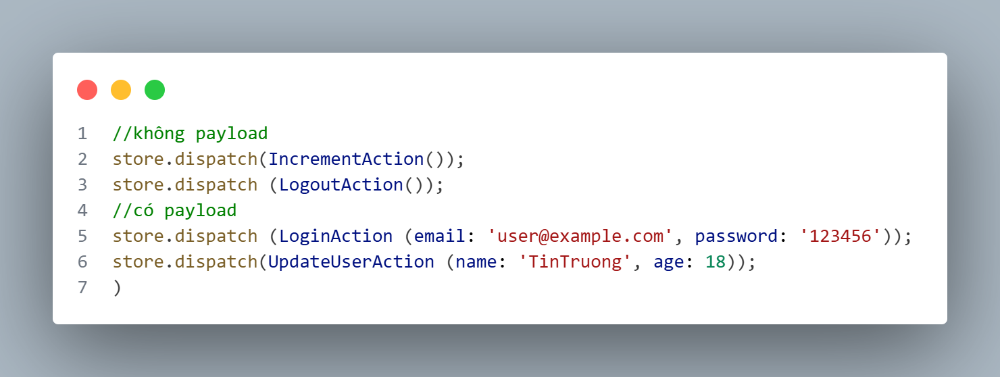 1 //không payload
2 store.dispatch(IncrementAction());
3 store.dispatch (LogoutAction());
4 //có payload
5 store.dispatch (LoginAction (email: 'user@example.com', password: '123456'));
6 store.dispatch(UpdateUserAction (name: 'TinTruong', age: 18));
7 )